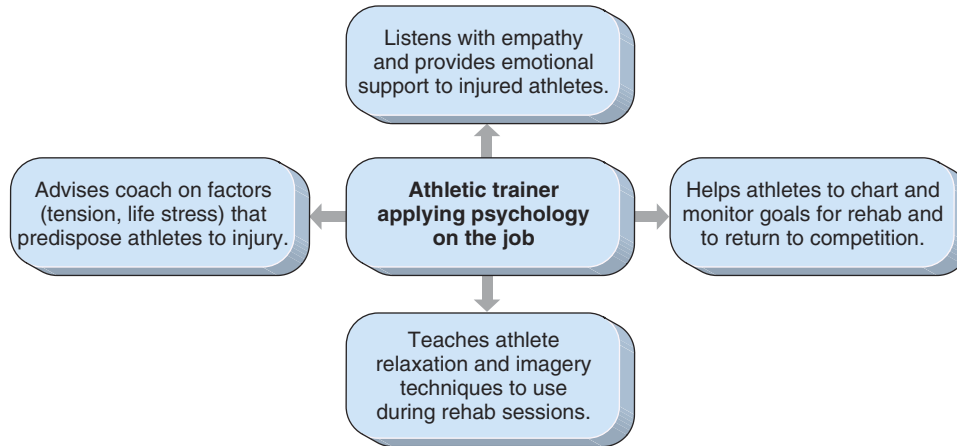 Listens with empathy
and provides emotional
support to injured athletes.
Advises coach on factors
(tension, life stress) that
predispose athletes to injury.
Athletic trainer
applying psychology
on the job
Helps athletes to chart and
monitor goals for rehab and
to return to competition.
Teaches athlete
relaxation and imagery
techniques to use
during rehab sessions.